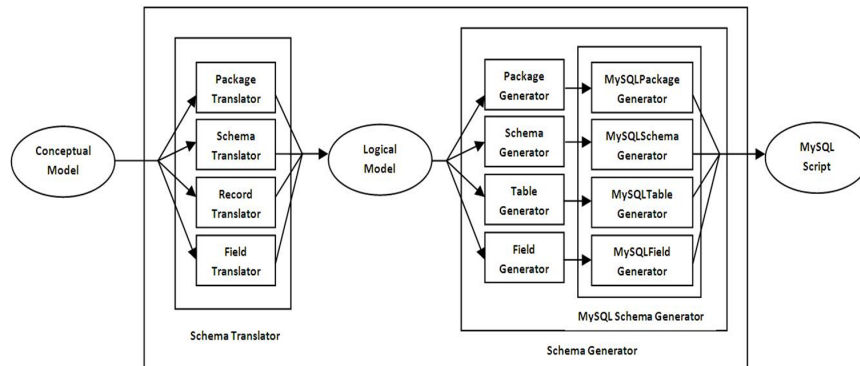 Conceptual
Model
Package
Translator
Schema
Translator
Record
Translator
Field
Translator
Schema Translator
Logical
Model
Package
Generator
Schema
Generator
Table
Generator
Field
Generator
MySQLPackage
Generator
MySQLSchema
Generator
MySQLTable
Generator
MySQLField
Generator
MySQL Schema Generator
Schema Generator
MySQL
Script